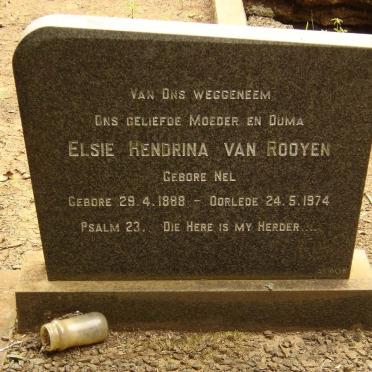 VAN ONS WEGGENEEM
ONS GELIEFDE MOEDER EN OUMA
ELSIE HENDRINA VAN ROOYEN
GEBORE NEL
GEBORE 29.4.1888 – OORLEDE 24.5.1974
PSALM 23. DIE HERE IS MY HERDER...